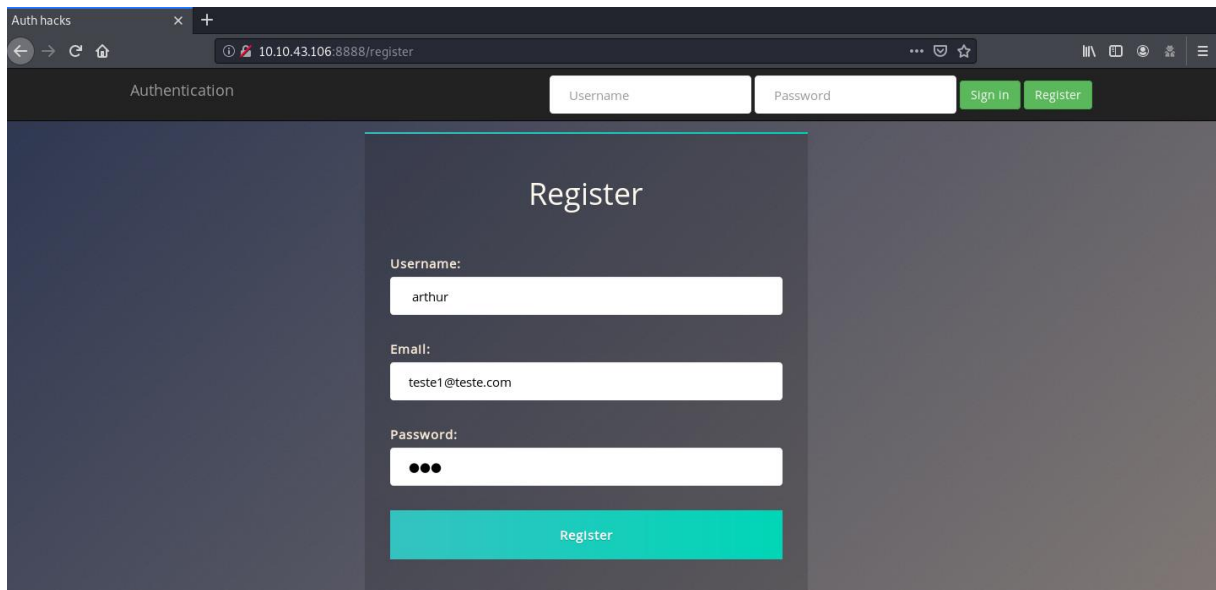 Auth hacks
10.10.43.106:8888/register
Authentication
Username
Password
Sign In
Register
Register
Username:
arthur
Email:
teste1@teste.com
Password:
Register